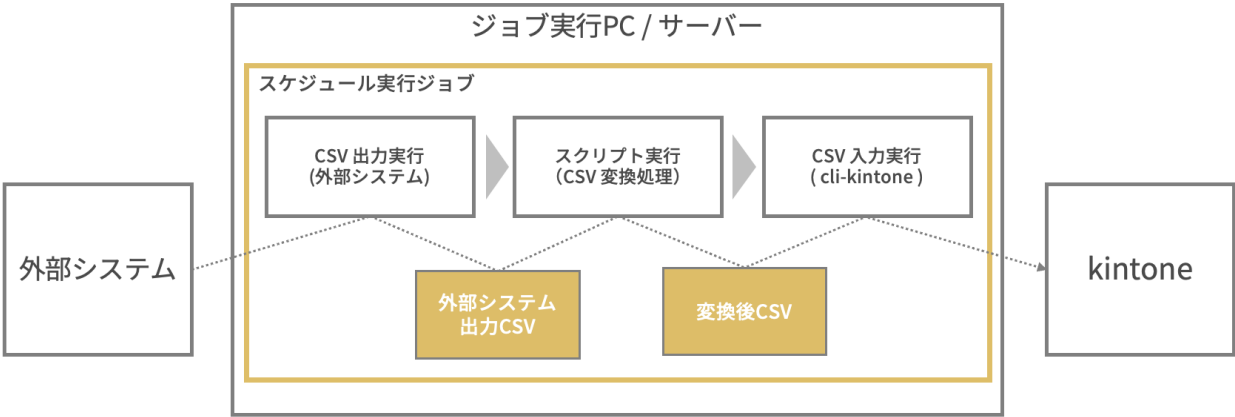 ジョブ実行PC / サーバー
スケジュール実行ジョブ
CSV 出力実行
(外部システム)
スクリプト実行
（CSV 変換処理）
CSV 入力実行
( cli-kintone )
外部システム
kintone
外部システム
出力CSV
変換後CSV